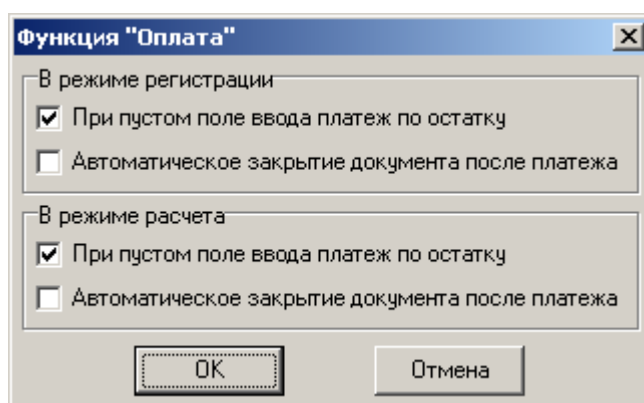 Функция "Оплата"
В режиме регистрации
При пустом поле ввода платеж по остатку
Автоматическое закрытие документа после платежа
В режиме расчета
При пустом поле ввода платеж по остатку
Автоматическое закрытие документа после платежа
OK
Отмена